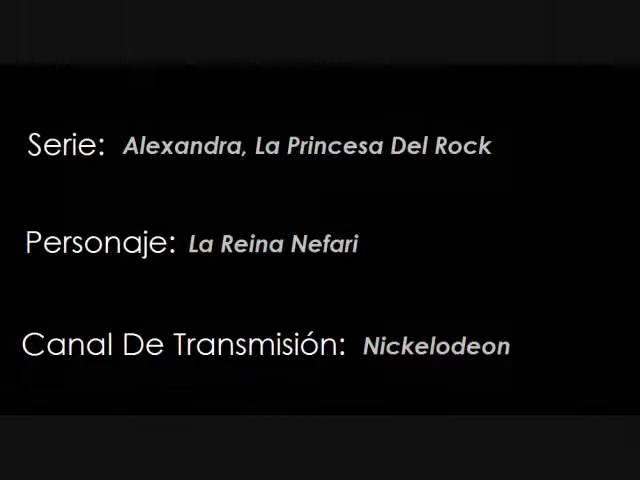 Serie: Alexandra, La Princesa Del Rock
Personaje: La Reina Nefari
Canal De Transmisión: Nickelodeon